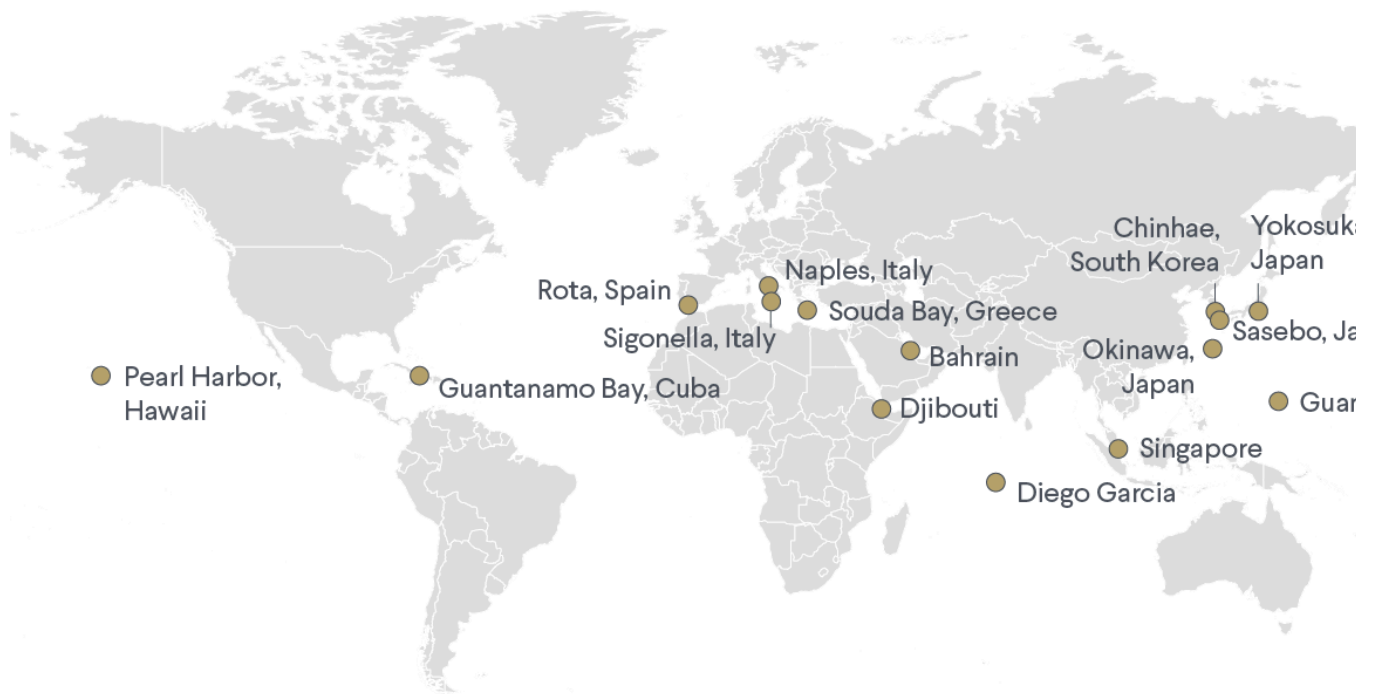 Chinhae,
South Korea
Yokosuk
Japan
Naples, Italy
Rota, Spain
Souda Bay, Greece
Sigonella, Italy
Sasebo, Ja
Bahrain
Okinawa,
Japan
Pearl Harbor,
Hawaii
Guantanamo Bay, Cuba
Djibouti
Guar
Singapore
Diego Garcia